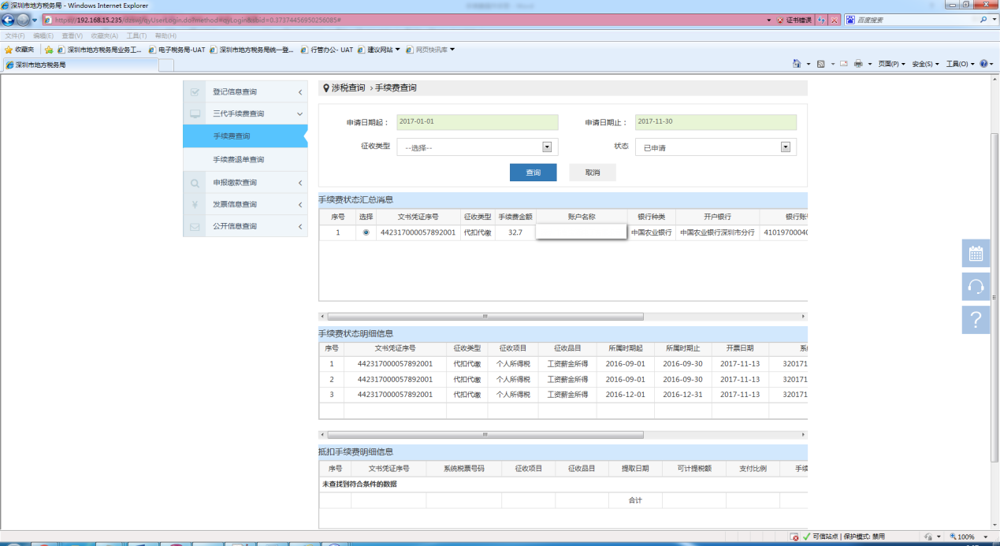 深圳市地方税务局 - Windows Internet Explorer
https://192.168.15.235/
证书错误
百度搜索
文件(F) 编辑(E) 查看(V) 收藏夹(A) 工具(T) 帮助(H)
收藏夹 深圳市地方税务局业务工... 电子税务局-UAT 深圳市地方税务局统一登... 行管办公- UAT 建议网站 网页快讯库
深圳市地方税务局
页面(P) 安全(S) 工具(O)
登记信息查询
三代手续费查询
手续费查询
手续费退单查询
申报缴款查询
发票信息查询
公开信息查询
涉税查询 › 手续费查询
申请日期起： 2017-01-01 申请日期止： 2017-11-30
征收类型 --选择-- 状态 已申请
查询 取消
手续费状态汇总消息
序号 选择 文书凭证序号 征收类型 手续费金额 账户名称 银行种类 开户银行 银行账
1 442317000057892001 代扣代缴 32.7 中国农业银行 中国农业银行深圳市分行 4101970004
手续费状态明细信息
序号 文书凭证序号 征收类型 征收项目 征收品目 所属时期起 所属时期止 开票日期 系
1 442317000057892001 代扣代缴 个人所得税 工资薪金所得 2016-09-01 2016-09-30 2017-11-13 320171
2 442317000057892001 代扣代缴 个人所得税 工资薪金所得 2016-09-01 2016-09-30 2017-11-13 320171
3 442317000057892001 代扣代缴 个人所得税 工资薪金所得 2016-12-01 2016-12-31 2017-11-13 320171
抵扣手续费明细信息
序号 文书凭证序号 系统税票号码 征收项目 征收品目 提取日期 可计提税额 支付比例 手续
未查找到符合条件的数据
合计
可信站点 | 保护模式: 禁用
100%